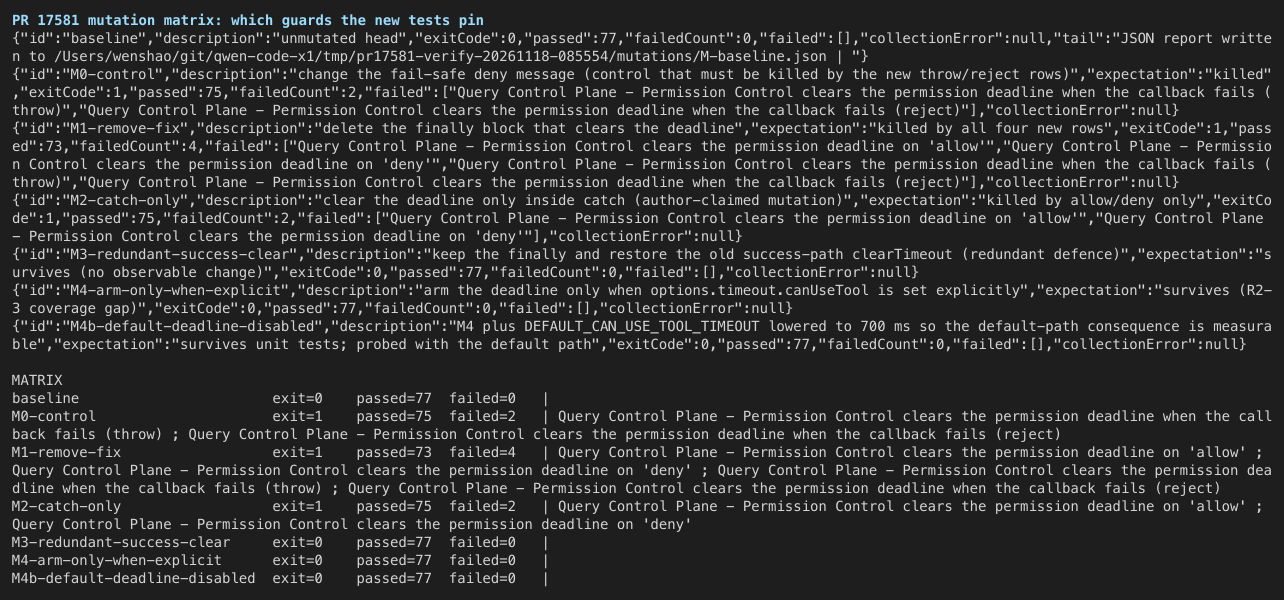 PR 17581 mutation matrix: which guards the new tests pin
{"id":"baseline","description":"unmutated head","exitCode":0,"passed":77,"failedCount":0,"failed":[],"collectionError":null,"tail":"JSON report writte
n to /Users/wenshao/git/qwen-code-x1/tmp/pr17581-verify-20261118-085554/mutations/M-baseline.json | "}
{"id":"M0-control","description":"change the fail-safe deny message (control that must be killed by the new throw/reject rows)","expectation":"killed"
,"exitCode":1,"passed":75,"failedCount":2,"failed":["Query Control Plane – Permission Control clears the permission deadline when the callback fails (
throw)","Query Control Plane – Permission Control clears the permission deadline when the callback fails (reject)"],"collectionError":null}
{"id":"M1-remove-fix","description":"delete the finally block that clears the deadline","expectation":"killed by all four new rows","exitCode":1,"pass
ed":73,"failedCount":4,"failed":["Query Control Plane – Permission Control clears the permission deadline on 'allow'","Query Control Plane – Permissio
n Control clears the permission deadline on 'deny'","Query Control Plane – Permission Control clears the permission deadline when the callback fails (
throw)","Query Control Plane – Permission Control clears the permission deadline when the callback fails (reject)"],"collectionError":null}
{"id":"M2-catch-only","description":"clear the deadline only inside catch (author-claimed mutation)","expectation":"killed by allow/deny only","exitCo
de":1,"passed":75,"failedCount":2,"failed":["Query Control Plane – Permission Control clears the permission deadline on 'allow'","Query Control Plane
– Permission Control clears the permission deadline on 'deny'"],"collectionError":null}
{"id":"M3-redundant-success-clear","description":"keep the finally and restore the old success-path clearTimeout (redundant defence)","expectation":"s
urvives (no observable change)","exitCode":0,"passed":77,"failedCount":0,"failed":[],"collectionError":null}
{"id":"M4-arm-only-when-explicit","description":"arm the deadline only when options.timeout.canUseTool is set explicitly","expectation":"survives (R2-
3 coverage gap)","exitCode":0,"passed":77,"failedCount":0,"failed":[],"collectionError":null}
{"id":"M4b-default-deadline-disabled","description":"M4 plus DEFAULT_CAN_USE_TOOL_TIMEOUT lowered to 700 ms so the default-path consequence is measura
ble","expectation":"survives unit tests; probed with the default path","exitCode":0,"passed":77,"failedCount":0,"failed":[],"collectionError":null}
MATRIX
baseline exit=0 passed=77 failed=0 |
M0-control exit=1 passed=75 failed=2 | Query Control Plane – Permission Control clears the permission deadline when the call
back fails (throw) ; Query Control Plane – Permission Control clears the permission deadline when the callback fails (reject)
M1-remove-fix exit=1 passed=73 failed=4 | Query Control Plane – Permission Control clears the permission deadline on 'allow' ;
Query Control Plane – Permission Control clears the permission deadline on 'deny' ; Query Control Plane – Permission Control clears the permission dea
dline when the callback fails (throw) ; Query Control Plane – Permission Control clears the permission deadline when the callback fails (reject)
M2-catch-only exit=1 passed=75 failed=2 | Query Control Plane – Permission Control clears the permission deadline on 'allow' ;
Query Control Plane – Permission Control clears the permission deadline on 'deny'
M3-redundant-success-clear exit=0 passed=77 failed=0 |
M4-arm-only-when-explicit exit=0 passed=77 failed=0 |
M4b-default-deadline-disabled exit=0 passed=77 failed=0 |